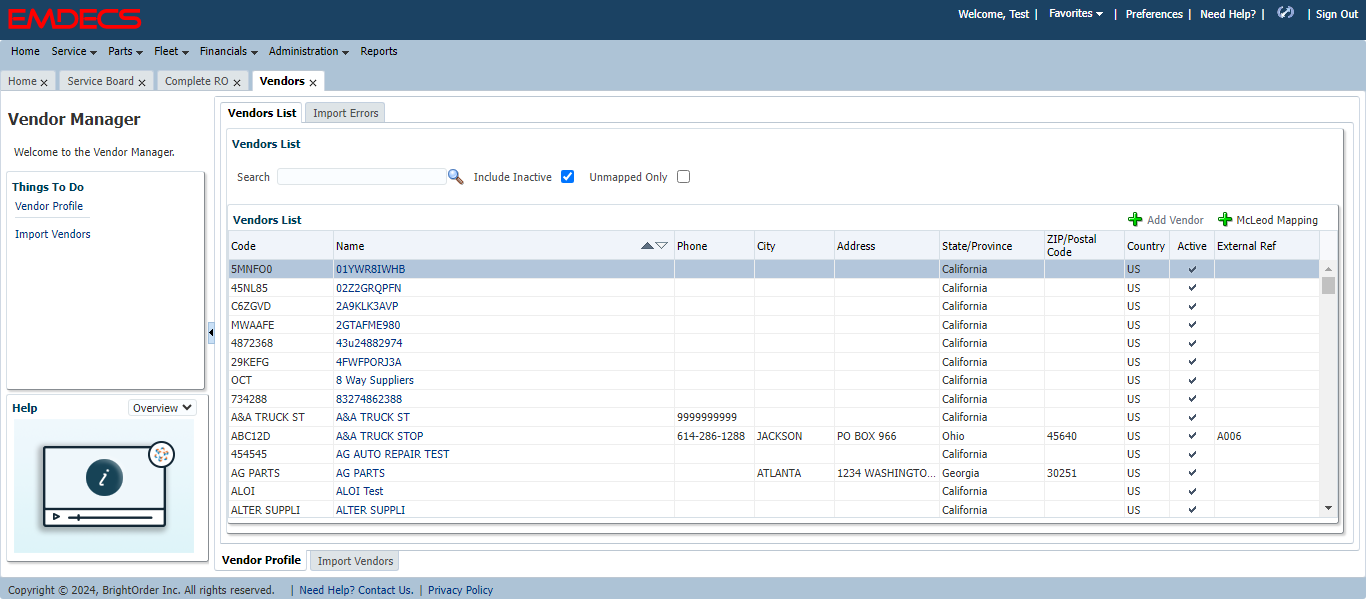 EMDECS
Welcome, Test | Favorites | Preferences | Need Help? | | Sign Out
Home Service Parts Fleet Financials Administration Reports
Home Service Board Complete RO Vendors
Vendor Manager
Welcome to the Vendor Manager.
Things To Do
Vendor Profile
Import Vendors
Help Overview
Vendors List Import Errors
Vendors List
Search Include Inactive Unmapped Only
Vendors List Add Vendor McLeod Mapping
Code Name Phone City Address State/Province ZIP/Postal Code Country Active External Ref
5MNFO0 01YWR8IWHB California US
45NL85 02Z2GRQPFN California US
C6ZGVD 2A9KLK3AVP California US
MWAAFE 2GTAFME980 California US
4872368 43u24882974 California US
29KEFG 4FWFPORJ3A California US
OCT 8 Way Suppliers California US
734288 83274862388 California US
A&A TRUCK ST A&A TRUCK ST 9999999999 California US
ABC12D A&A TRUCK STOP 614-286-1288 JACKSON PO BOX 966 Ohio 45640 US A006
454545 AG AUTO REPAIR TEST California US
AG PARTS AG PARTS ATLANTA 1234 WASHINGTO... Georgia 30251 US
ALOI ALOI Test California US
ALTER SUPPLI ALTER SUPPLI California US
Vendor Profile Import Vendors
Copyright © 2024, BrightOrder Inc. All rights reserved. | Need Help? Contact Us. | Privacy Policy